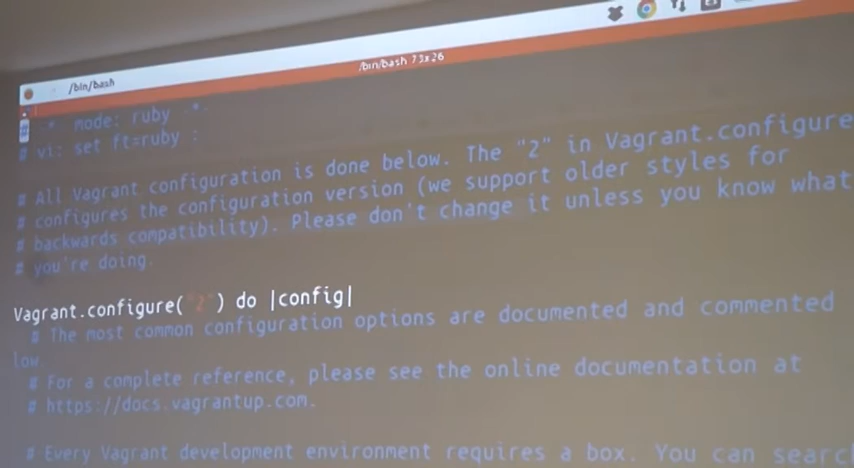 /bin/bash
/bin/bash 73x26
# -*- mode: ruby -*-
# vi: set ft=ruby :
# All Vagrant configuration is done below. The "2" in Vagrant.configure
# configures the configuration version (we support older styles for
# backwards compatibility). Please don't change it unless you know what
# you're doing.
Vagrant.configure("2") do |config|
# The most common configuration options are documented and commented
low.
# For a complete reference, please see the online documentation at
# https://docs.vagrantup.com.
# Every Vagrant development environment requires a box. You can search